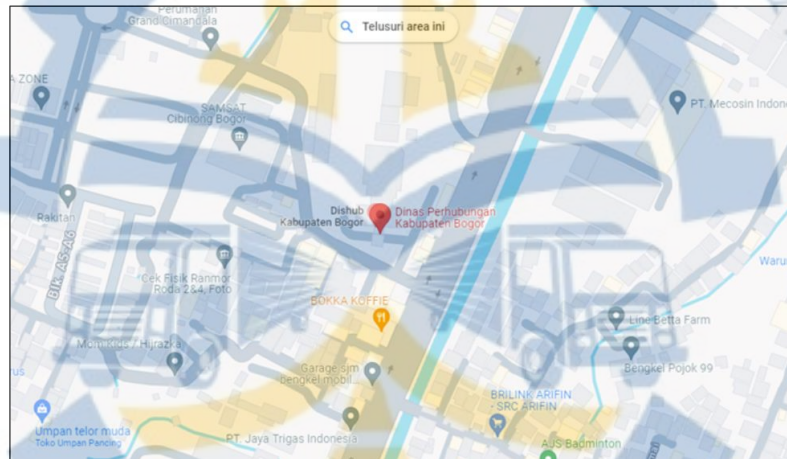 Perumahan
Grand Cimandala
Telusuri area ini
A ZONE
SAMSAT
Cibinong Bogor
PT. Mecosin Indone
Rakitan
Dishub
Kabupaten Bogor
Dinas Perhubungan
Kabupaten Bogor
Blk. AS-A6
Cek Fisik Ranmor
Roda 2&4, Foto
Waru
BOKKA KOFFIE
Line Betta Farm
Mom Kids / Hijrazka
Garage sjm
bengkel mobil...
Bengkel Pojok 99
rus
BRILINK ARIFIN
- SRC ARIFIN
Umpan telor muda
Toko Umpan Pancing
PT. Jaya Trigas Indonesia
AJS Badminton